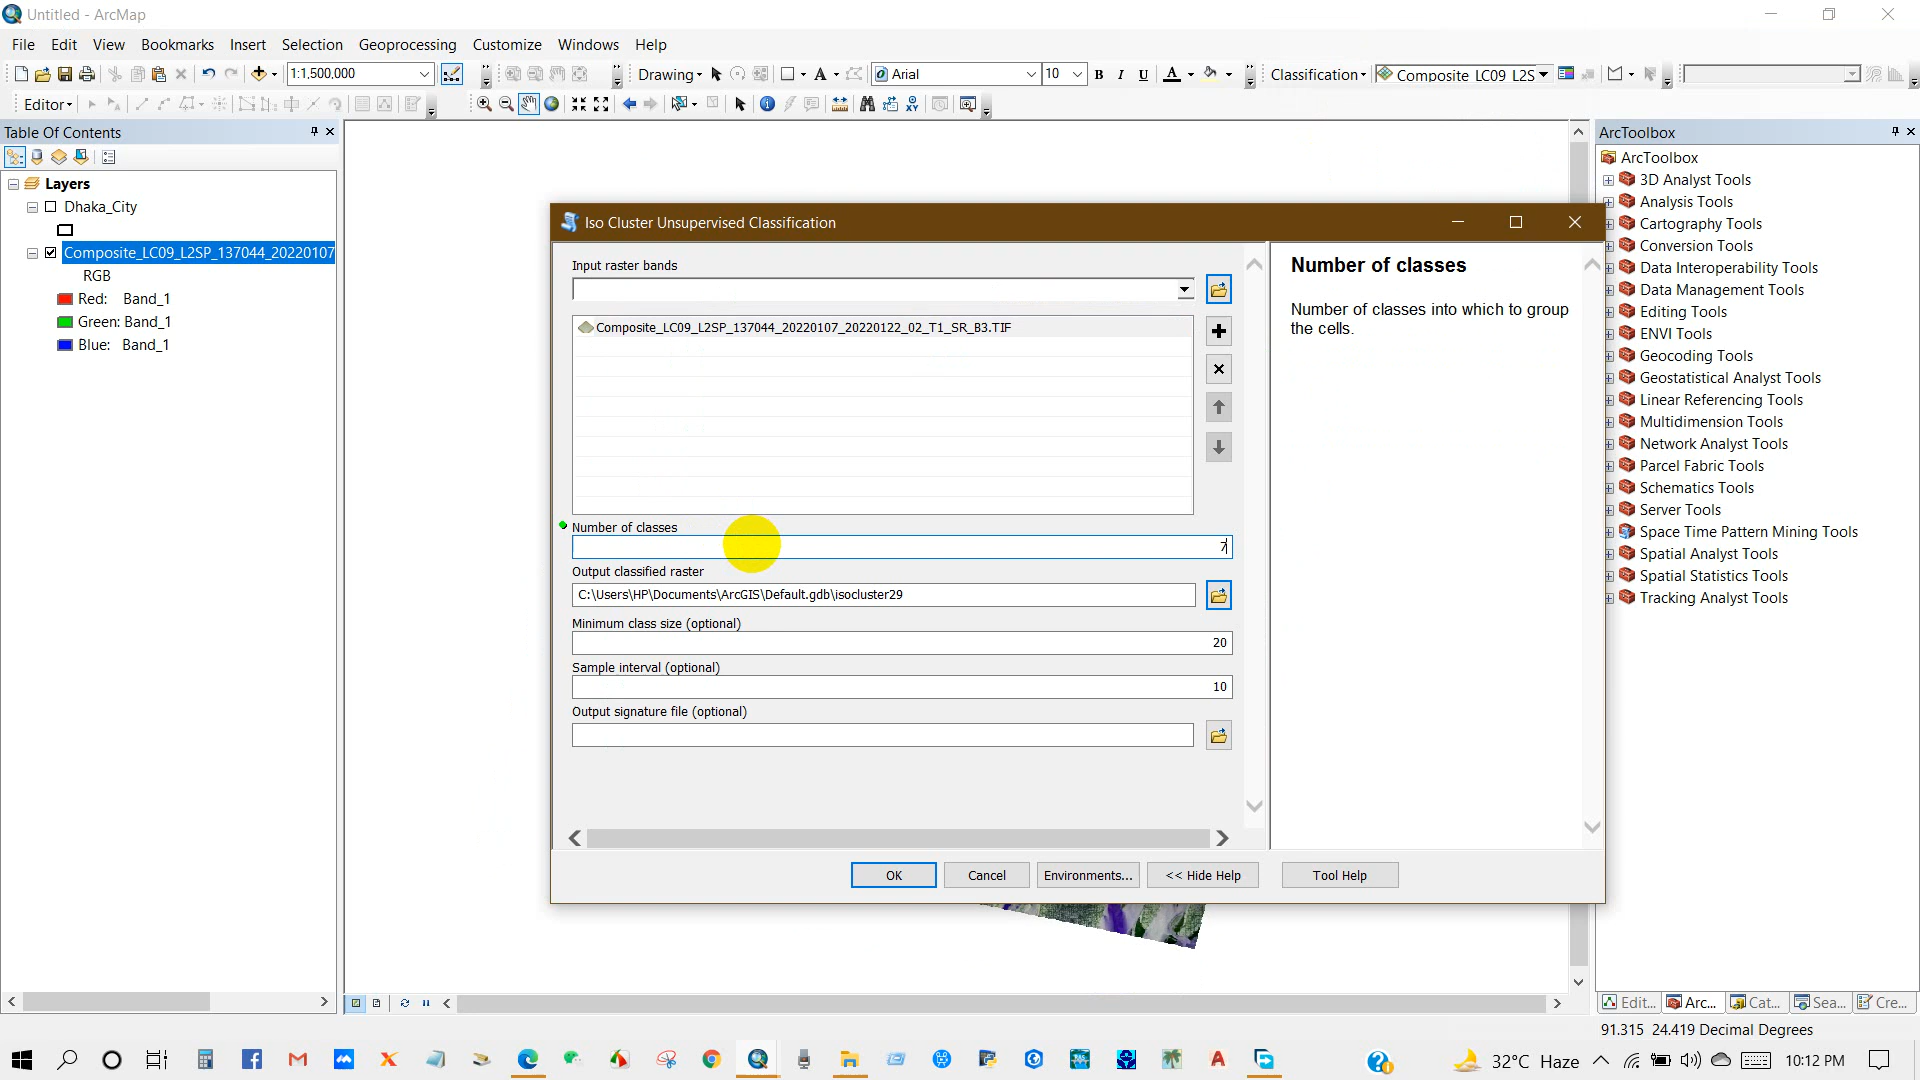 Untitled - ArcMap
File Edit View Bookmarks Insert Selection Geoprocessing Customize Windows Help
1:1,500,000 Drawing Arial 10 B I U A Classification Composite LC09 L2S
Editor
Table Of Contents
Layers
Dhaka_City
Composite_LC09_L2SP_137044_20220107
RGB
Red: Band_1
Green: Band_1
Blue: Band_1
Iso Cluster Unsupervised Classification
Input raster bands
Composite_LC09_L2SP_137044_20220107_20220122_02_T1_SR_B3.TIF
Number of classes
7
Output classified raster
C:\Users\HP\Documents\ArcGIS\Default.gdb\isocluster29
Minimum class size (optional)
20
Sample interval (optional)
10
Output signature file (optional)
OK Cancel Environments... << Hide Help Tool Help
Number of classes
Number of classes into which to group
the cells.
ArcToolbox
ArcToolbox
3D Analyst Tools
Analysis Tools
Cartography Tools
Conversion Tools
Data Interoperability Tools
Data Management Tools
Editing Tools
ENVI Tools
Geocoding Tools
Geostatistical Analyst Tools
Linear Referencing Tools
Multidimension Tools
Network Analyst Tools
Parcel Fabric Tools
Schematics Tools
Server Tools
Space Time Pattern Mining Tools
Spatial Analyst Tools
Spatial Statistics Tools
Tracking Analyst Tools
Edit... Arc... Cat... Sea... Cre...
91.315 24.419 Decimal Degrees
32°C Haze 10:12 PM